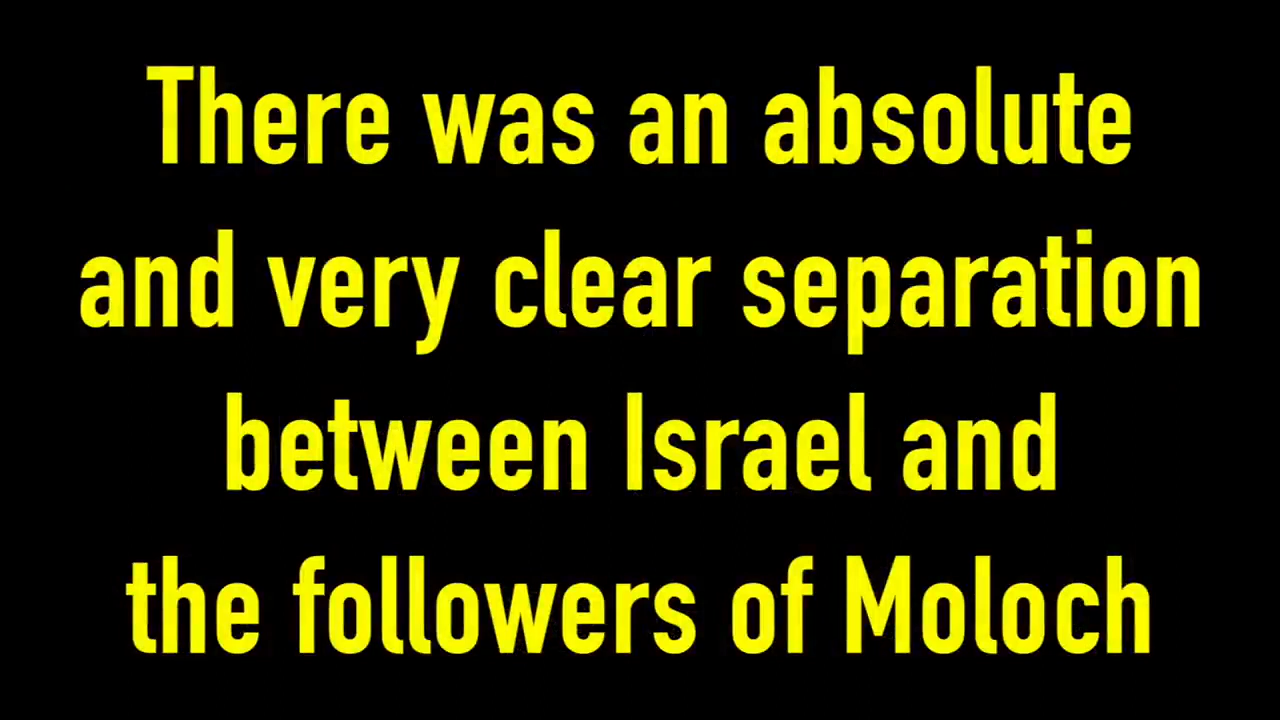 There was an absolute
and very clear separation
between Israel and
the followers of Moloch